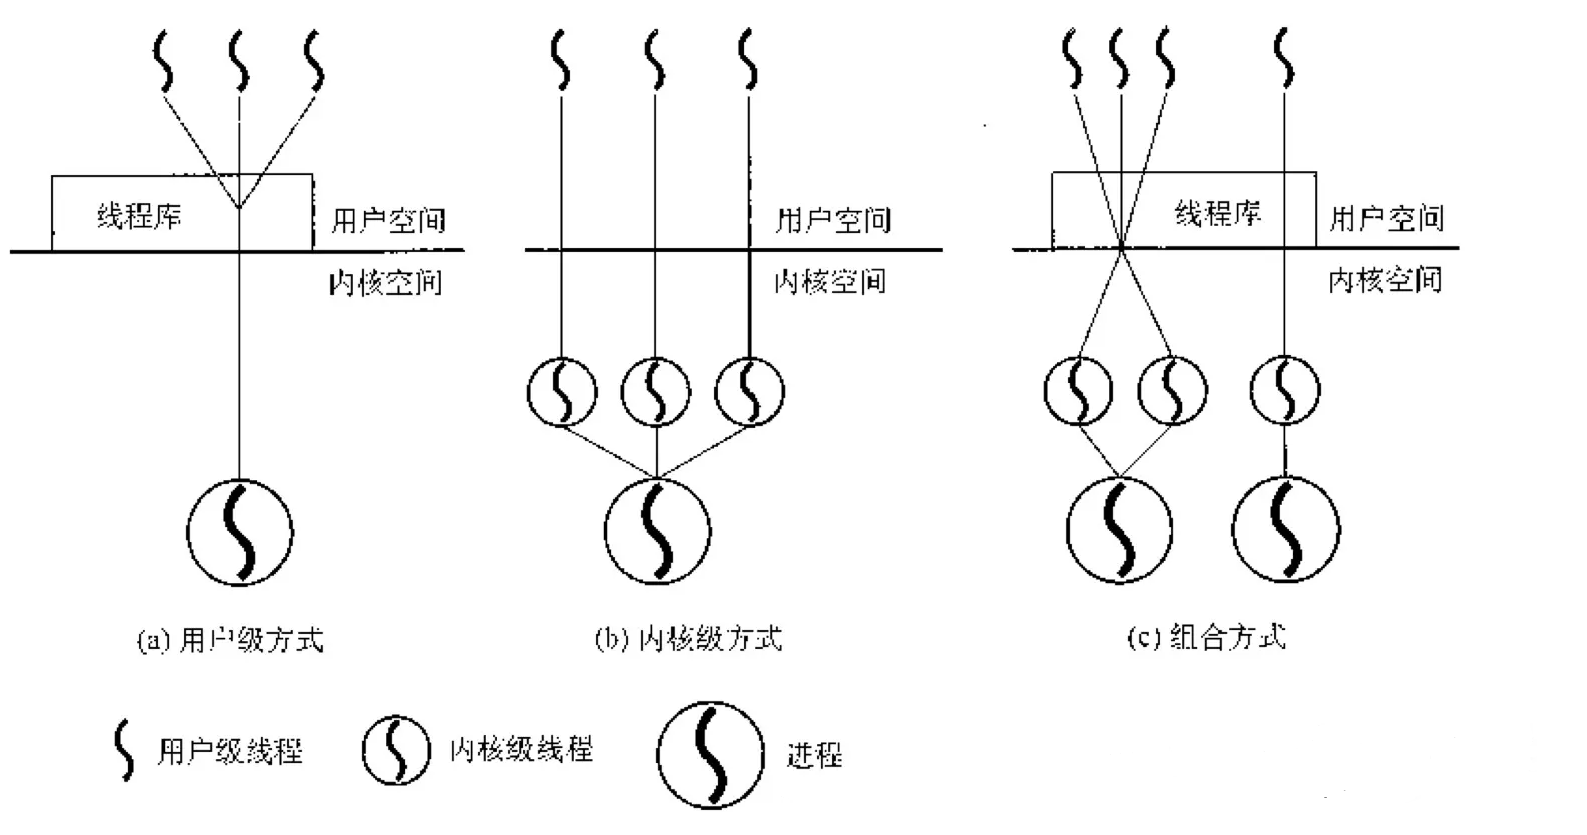 线程库
用户空间
内核空间
用户空间
内核空间
线程库
用户空间
内核空间
(a) 用户级方式
(b) 内核级方式
(c) 组合方式
用户级线程
内核级线程
进程